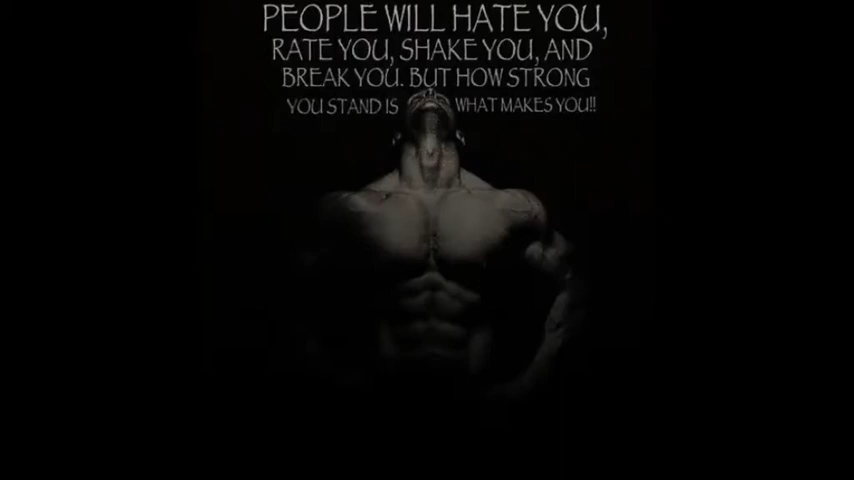 PEOPLE WILL HATE YOU,
RATE YOU, SHAKE YOU, AND
BREAK YOU. BUT HOW STRONG
YOU STAND IS WHAT MAKES YOU!!